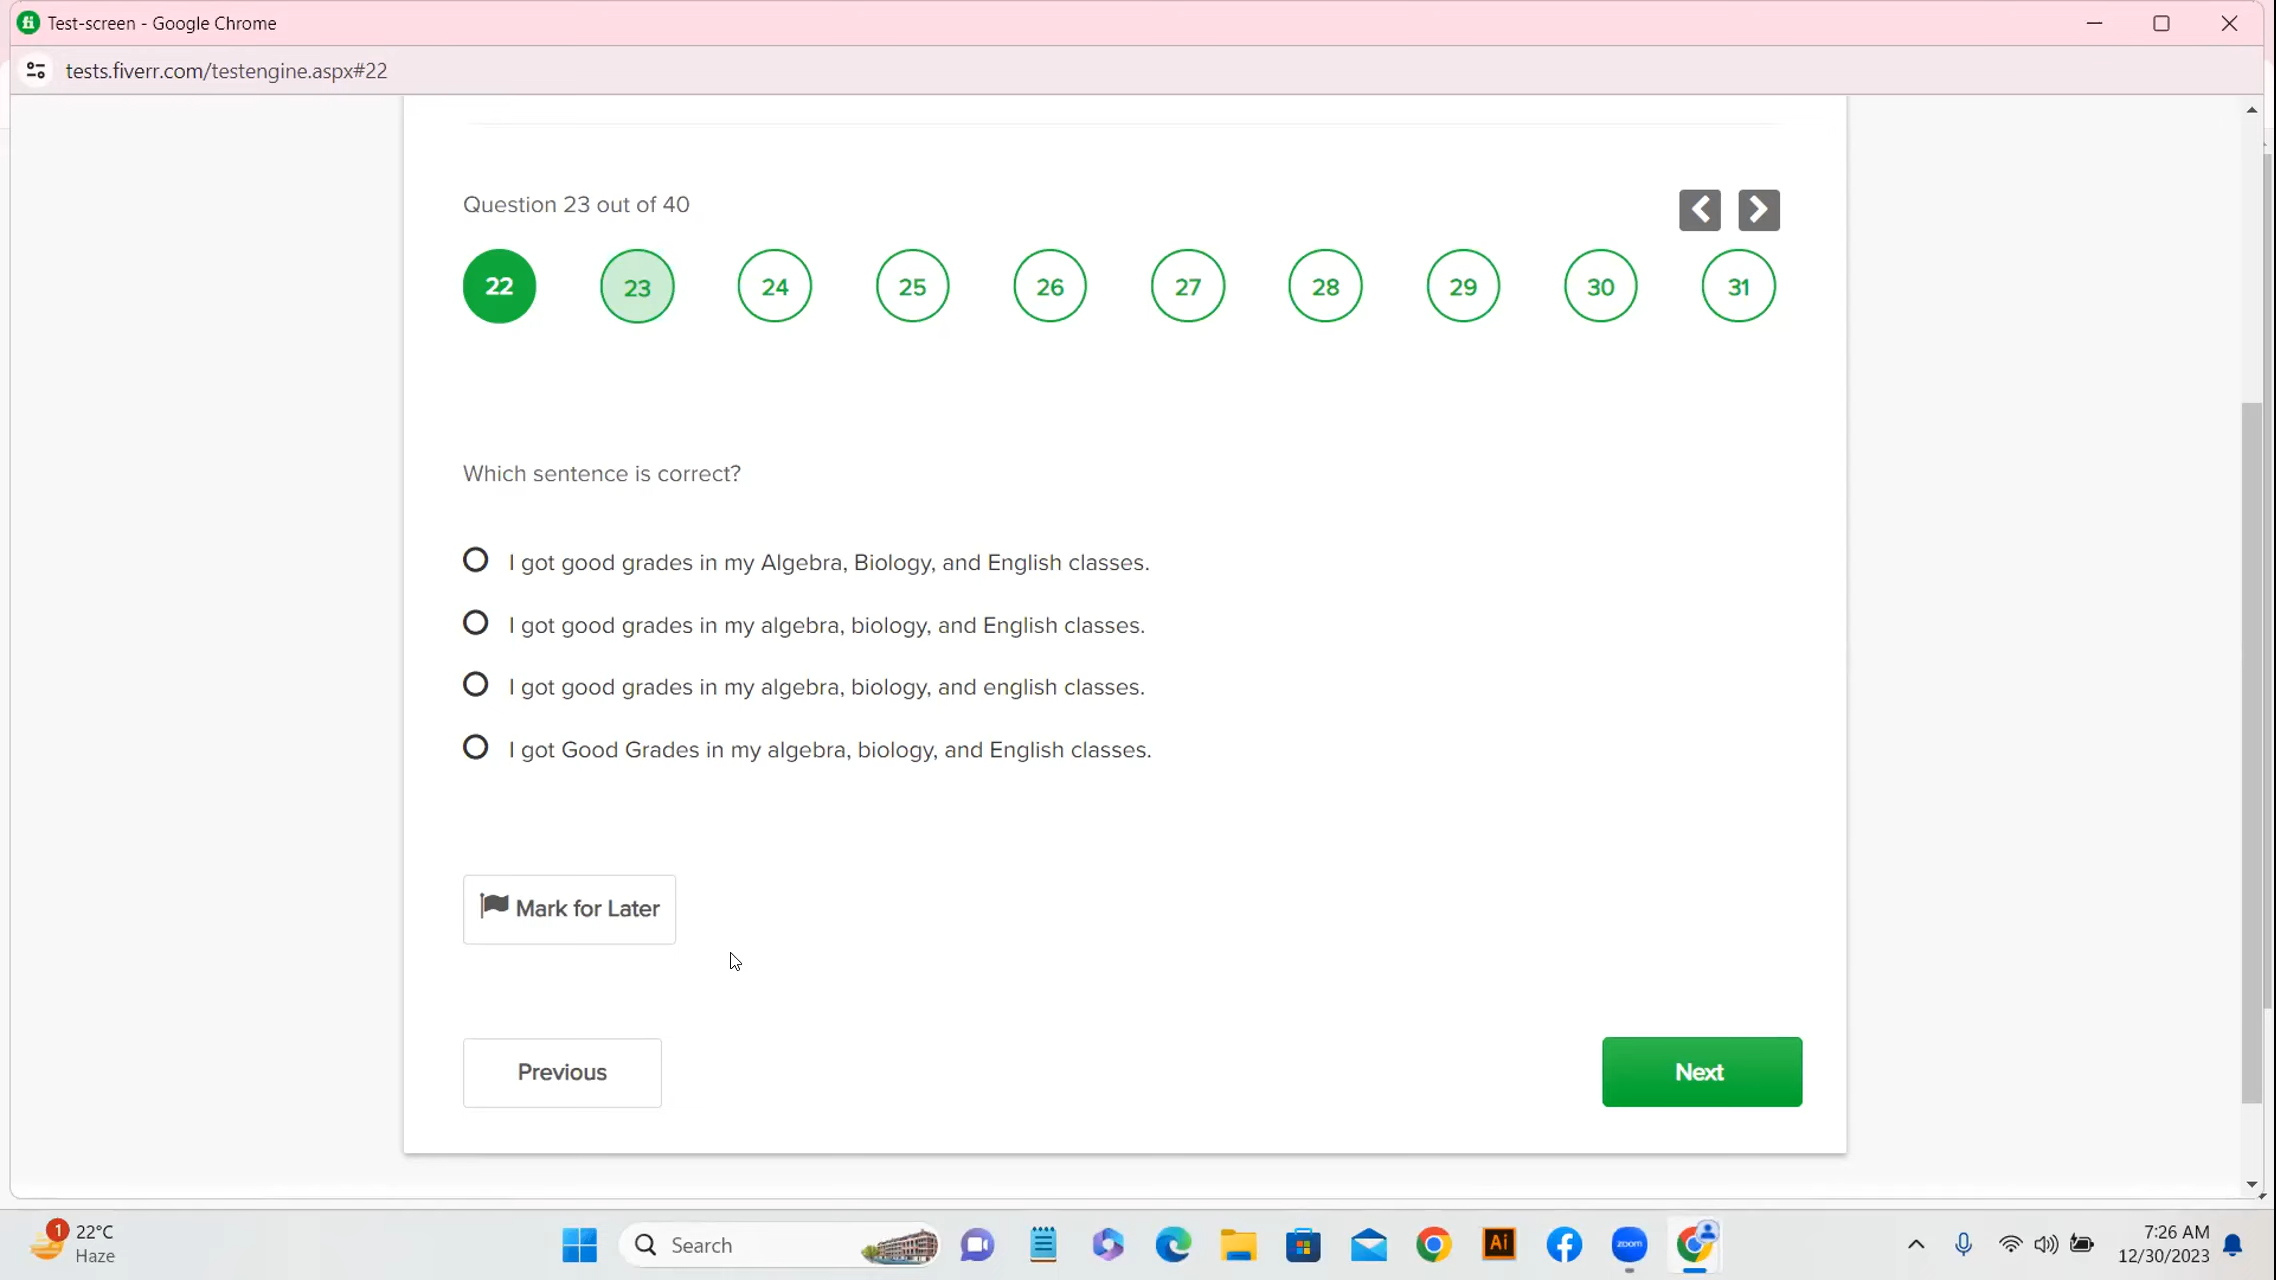 Test-screen - Google Chrome
tests.fiverr.com/testengine.aspx#22
Question 23 out of 40
22 23 24 25 26 27 28 29 30 31
Which sentence is correct?
I got good grades in my Algebra, Biology, and English classes.
I got good grades in my algebra, biology, and English classes.
I got good grades in my algebra, biology, and english classes.
I got Good Grades in my algebra, biology, and English classes.
Mark for Later
Previous
Next
1
22°C
Haze
Search
Ai
zoom
7:26 AM
12/30/2023